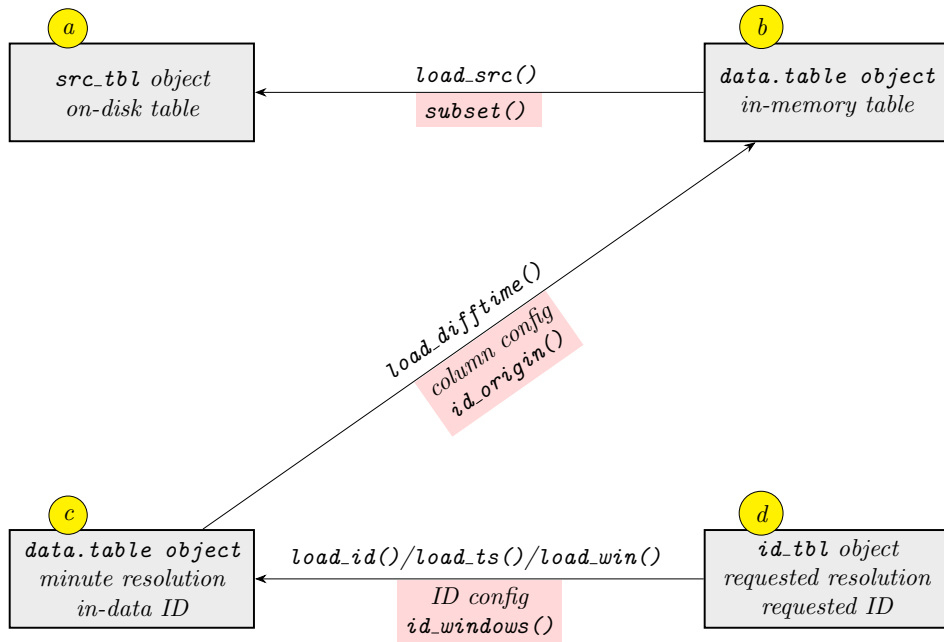 a
src_tbl object
on-disk table
load_src()
subset()
b
data.table object
in-memory table
load_difftime()
column config
id_origin()
c
data.table object
minute resolution
in-data ID
load_id()/load_ts()/load_win()
ID config
id_windows()
d
id_tbl object
requested resolution
requested ID